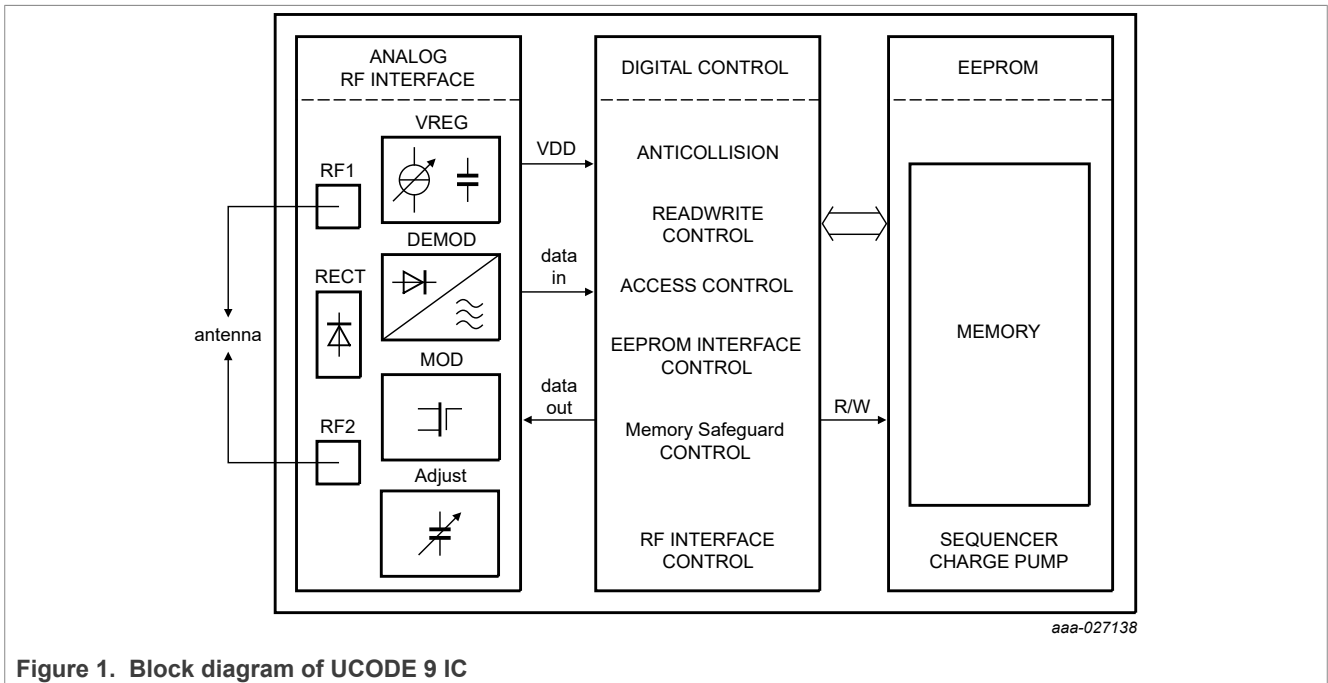 ANALOG
RF INTERFACE
VREG
RF1
DEMOD
RECT
antenna
MOD
RF2
Adjust
VDD
data
in
data
out
DIGITAL CONTROL
ANTICOLLISION
READWRITE
CONTROL
ACCESS CONTROL
EEPROM INTERFACE
CONTROL
Memory Safeguard
CONTROL
RF INTERFACE
CONTROL
R/W
EEPROM
MEMORY
SEQUENCER
CHARGE PUMP
aaa-027138
Figure 1. Block diagram of UCODE 9 IC